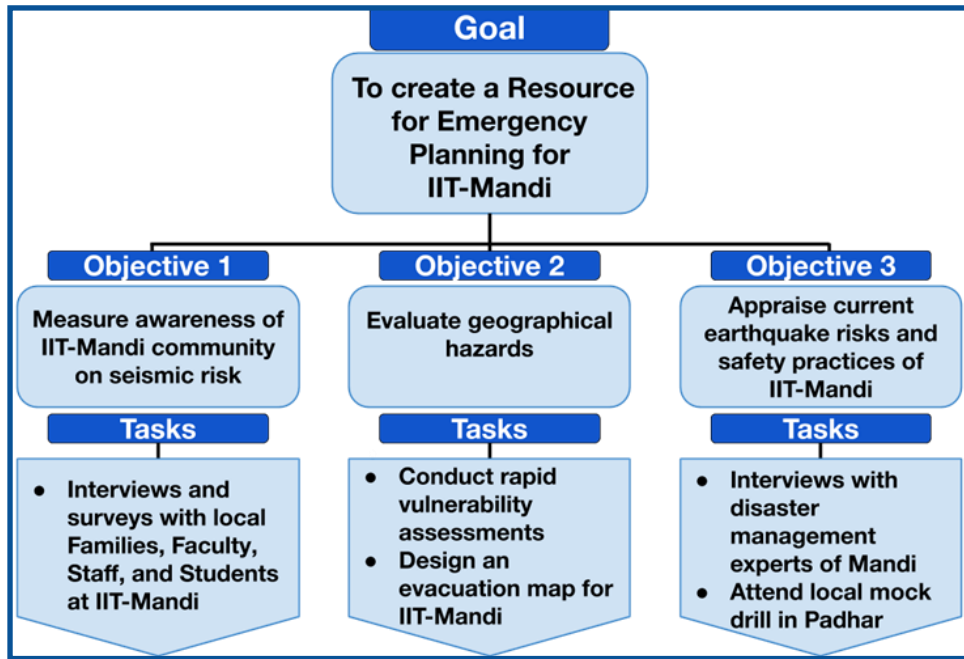 Goal
To create a Resource
for Emergency
Planning for
IIT-Mandi
Objective 1
Measure awareness of
IIT-Mandi community
on seismic risk
Tasks
● Interviews and
surveys with local
Families, Faculty,
Staff, and Students
at IIT-Mandi
Objective 2
Evaluate geographical
hazards
Tasks
● Conduct rapid
vulnerability
assessments
● Design an
evacuation map for
IIT-Mandi
Objective 3
Appraise current
earthquake risks and
safety practices of
IIT-Mandi
Tasks
● Interviews with
disaster
management
experts of Mandi
● Attend local mock
drill in Padhar